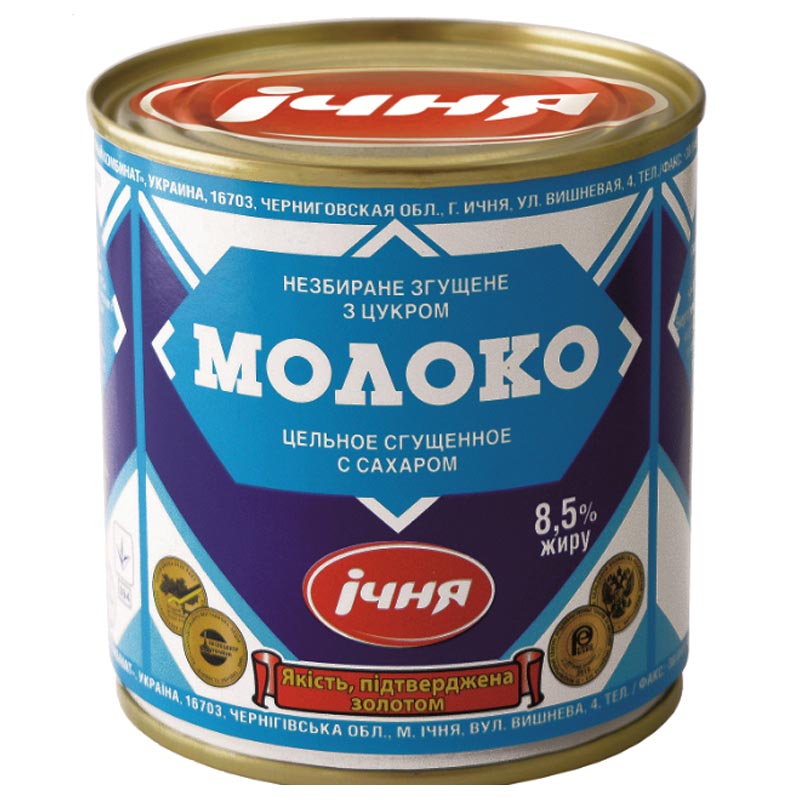 ічня
КОМБИНАТ", УКРАИНА, 16703, ЧЕРНИГОВСКАЯ ОБЛ., Г. ИЧНЯ, УЛ. ВИШНЕВАЯ, 4. ТЕЛ./ФАКС:
НЕЗБИРАНЕ ЗГУЩЕНЕ
З ЦУКРОМ
МОЛОКО
ЦЕЛЬНОЕ СГУЩЕННОЕ
С САХАРОМ
8,5%
жиру
ічня
Якість, підтверджена
золотом
УКРАЇНА, 16703, ЧЕРНІГІВСЬКА ОБЛ., М. ІЧНЯ, ВУЛ. ВИШНЕВА, 4. ТЕЛ. / ФАКС: